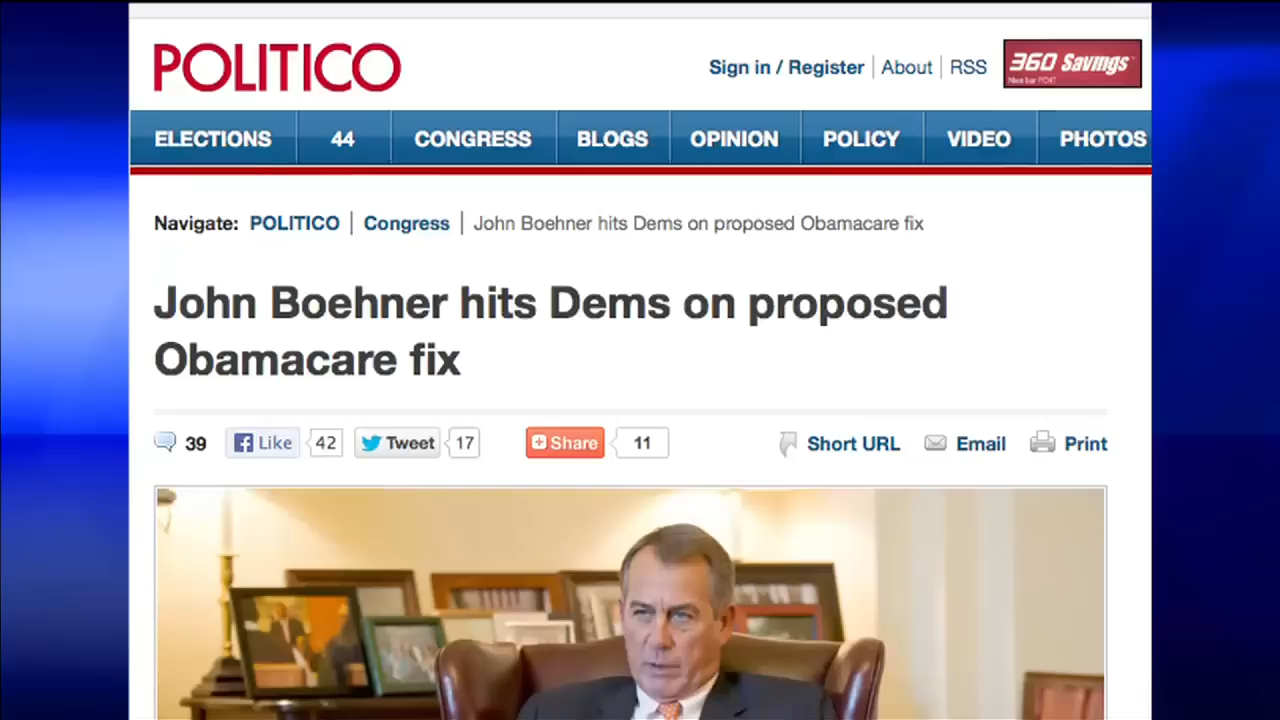 POLITICO
Sign in / Register About RSS
360 Savings
ELECTIONS 44 CONGRESS BLOGS OPINION POLICY VIDEO PHOTOS
Navigate: POLITICO Congress John Boehner hits Dems on proposed Obamacare fix
John Boehner hits Dems on proposed
Obamacare fix
39 Like 42 Tweet 17 Share 11 Short URL Email Print